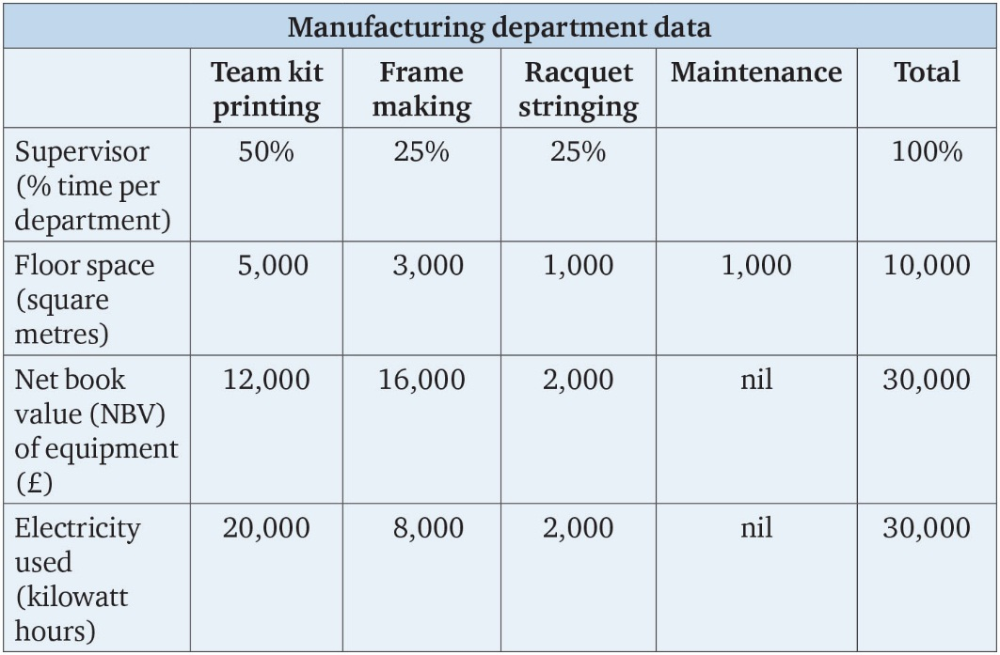 Manufacturing department data
Team kit printing Frame making Racquet stringing Maintenance Total
Supervisor (% time per department) 50% 25% 25% 100%
Floor space (square metres) 5,000 3,000 1,000 1,000 10,000
Net book value (NBV) of equipment (£) 12,000 16,000 2,000 nil 30,000
Electricity used (kilowatt hours) 20,000 8,000 2,000 nil 30,000